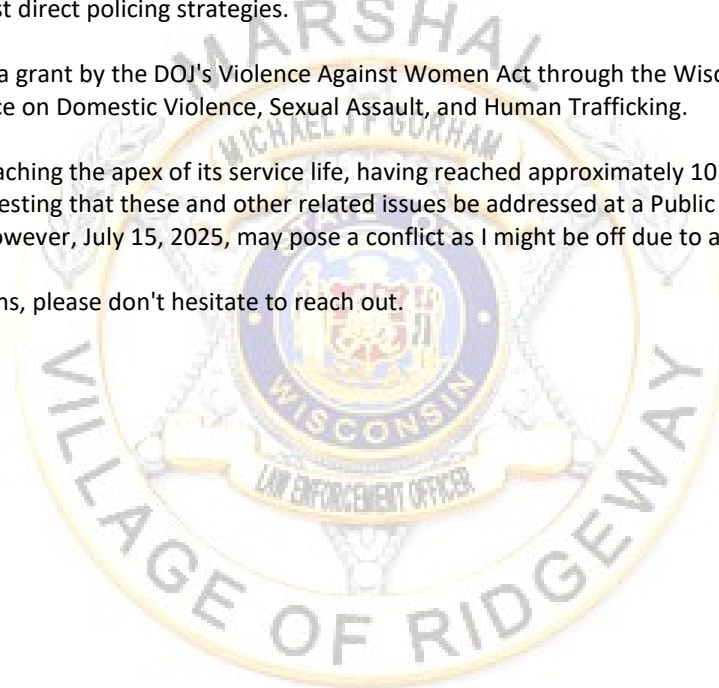 st direct policing strategies.
a grant by the DOJ's Violence Against Women Act through the Wisc
ce on Domestic Violence, Sexual Assault, and Human Trafficking.
aching the apex of its service life, having reached approximately 10
esting that these and other related issues be addressed at a Public
owever, July 15, 2025, may pose a conflict as I might be off due to a
ns, please don't hesitate to reach out.
MARSHAL
MICHAEL J P GORHAM
STATE OF
WISCONSIN
LAW ENFORCEMENT OFFICER
VILLAGE OF RIDGEWAY